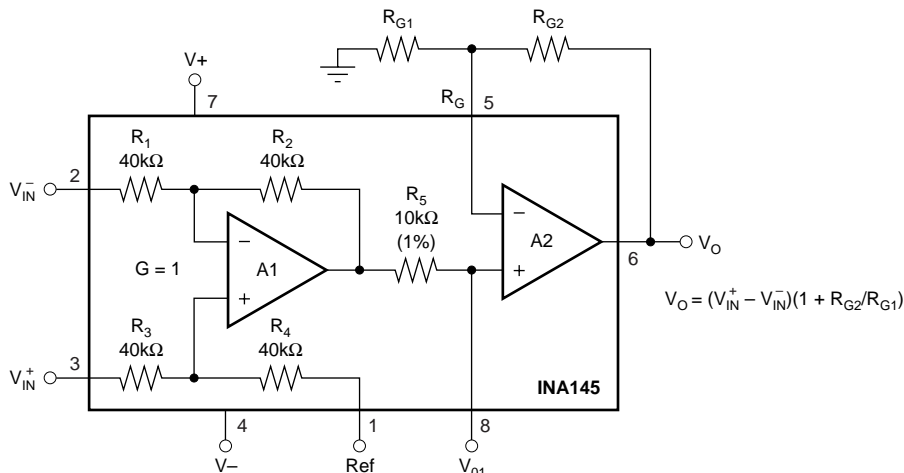 R_G1
R_G2
V+
7
R_G
5
R_1
40kΩ
R_2
40kΩ
V_IN^–
2
R_5
10kΩ
(1%)
–
+
A1
G = 1
–
+
A2
6
V_O
V_O = (V_IN^+ – V_IN^–)(1 + R_G2/R_G1)
R_3
40kΩ
R_4
40kΩ
V_IN^+
3
INA145
4
1
8
V–
Ref
V_01